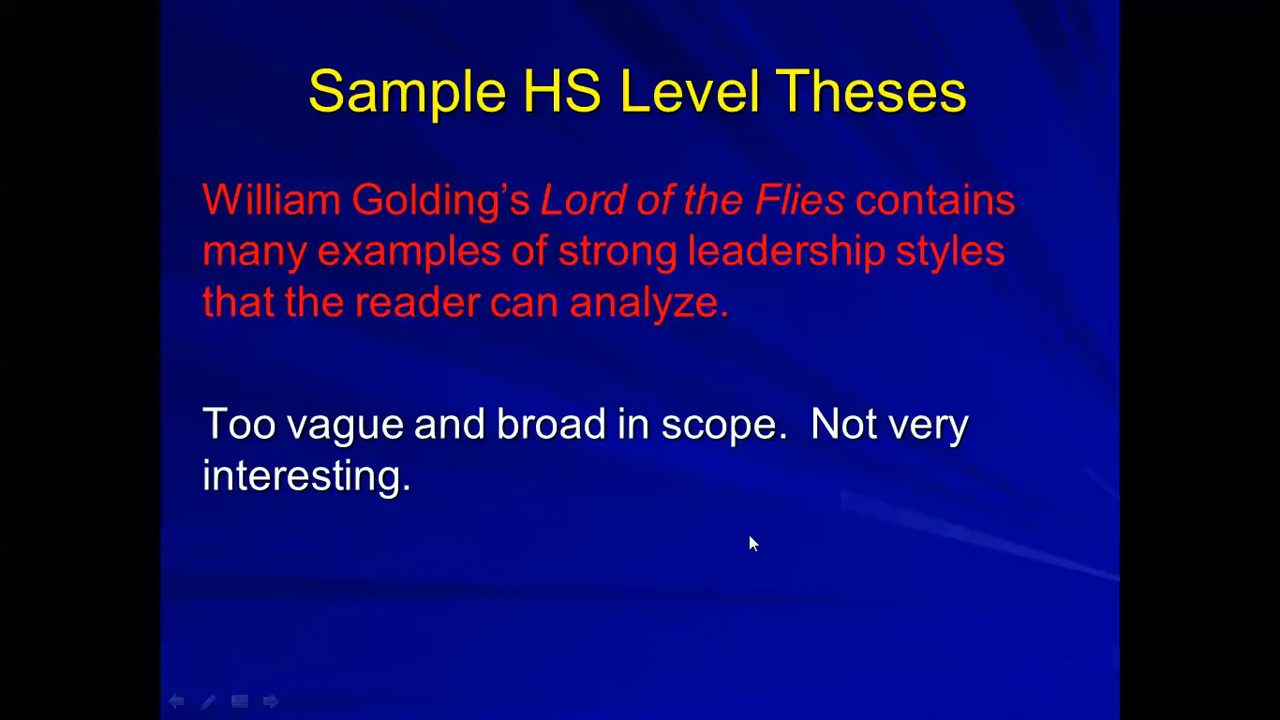 Sample HS Level Theses
William Golding’s Lord of the Flies contains
many examples of strong leadership styles
that the reader can analyze.
Too vague and broad in scope.  Not very
interesting.